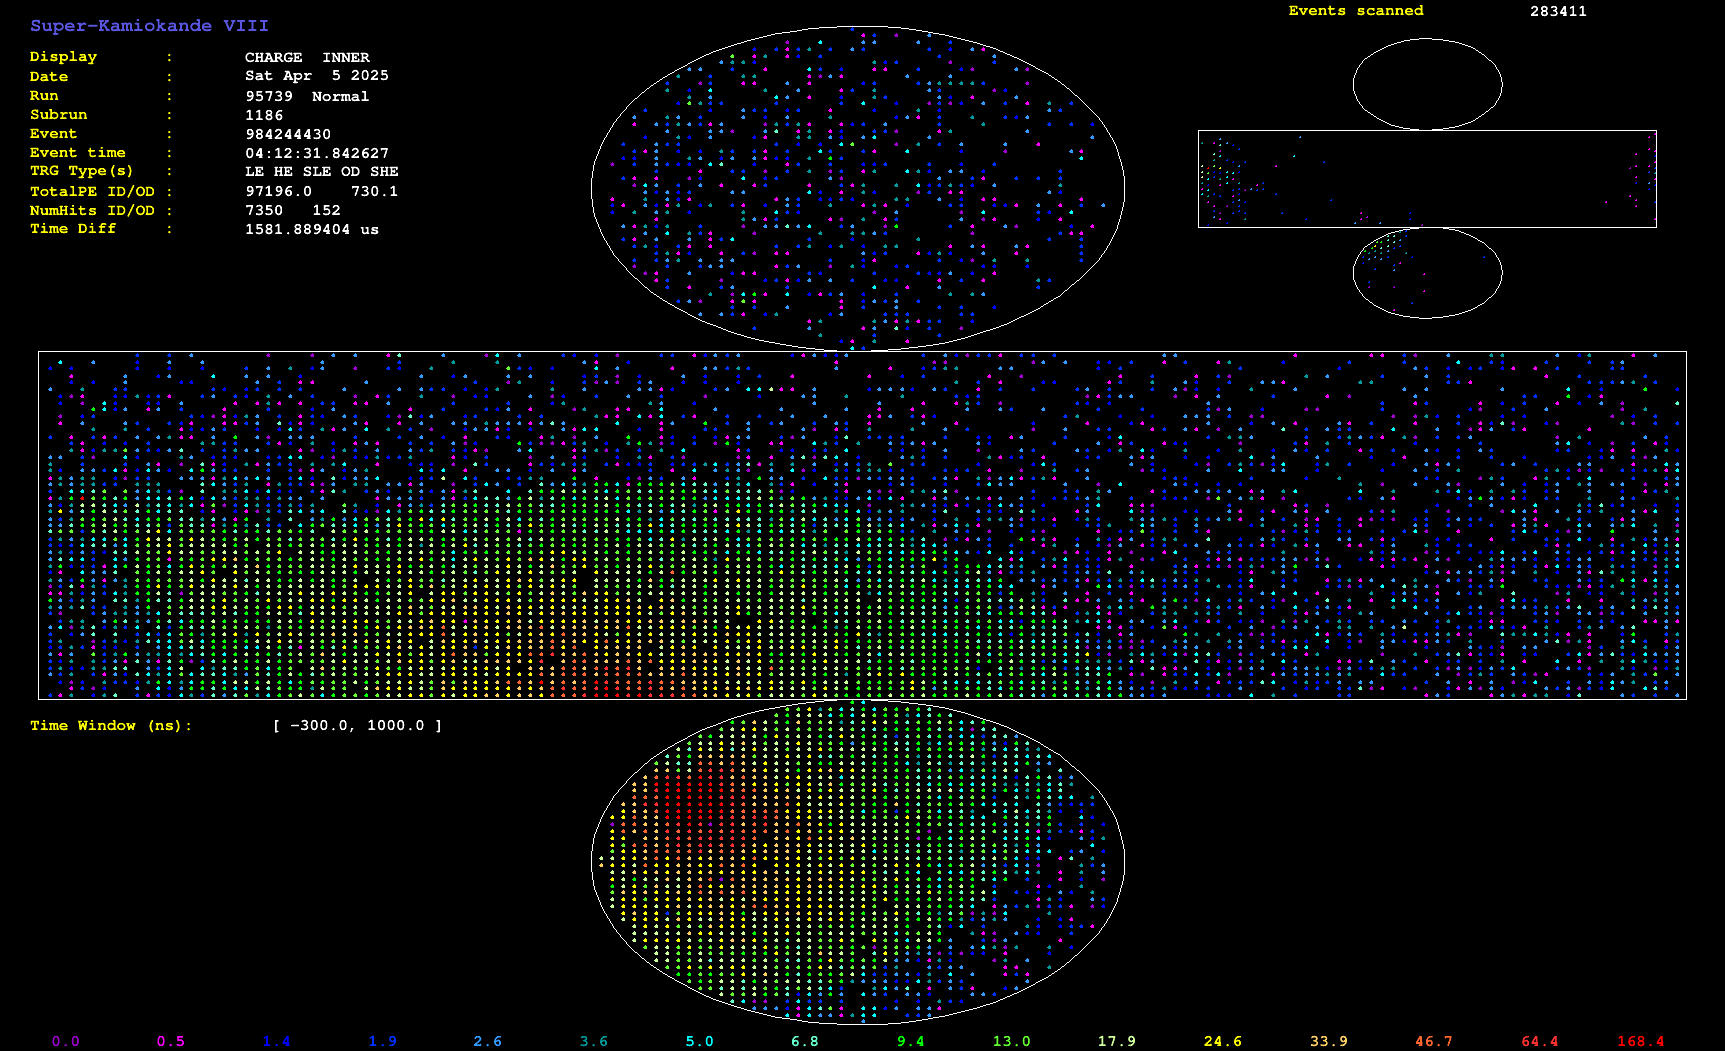 Super-Kamiokande VIII
Events scanned 283411
Display : CHARGE INNER
Date : Sat Apr 5 2025
Run : 95739 Normal
Subrun : 1186
Event : 984244430
Event time : 04:12:31.842627
TRG Type(s) : LE HE SLE OD SHE
TotalPE ID/OD : 97196.0 730.1
NumHits ID/OD : 7350 152
Time Diff : 1581.889404 us
Time Window (ns): [ -300.0, 1000.0 ]
0.0 0.5 1.4 1.9 2.6 3.6 5.0 6.8 9.4 13.0 17.9 24.6 33.9 46.7 64.4 168.4